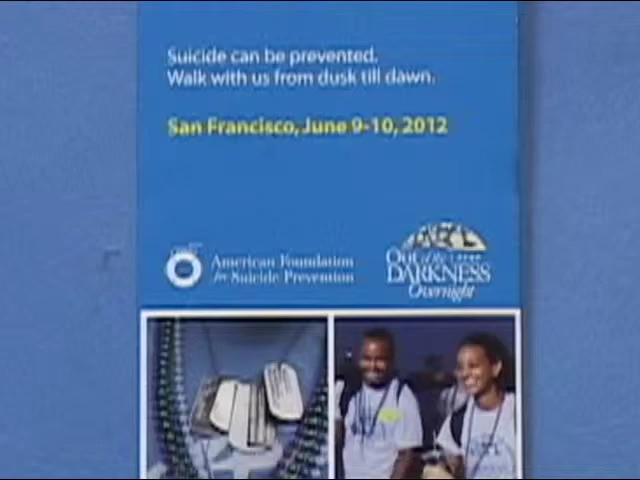 Suicide can be prevented.
Walk with us from dusk till dawn.
San Francisco, June 9-10, 2012
American Foundation
for Suicide Prevention
Out of the
DARKNESS
Overnight